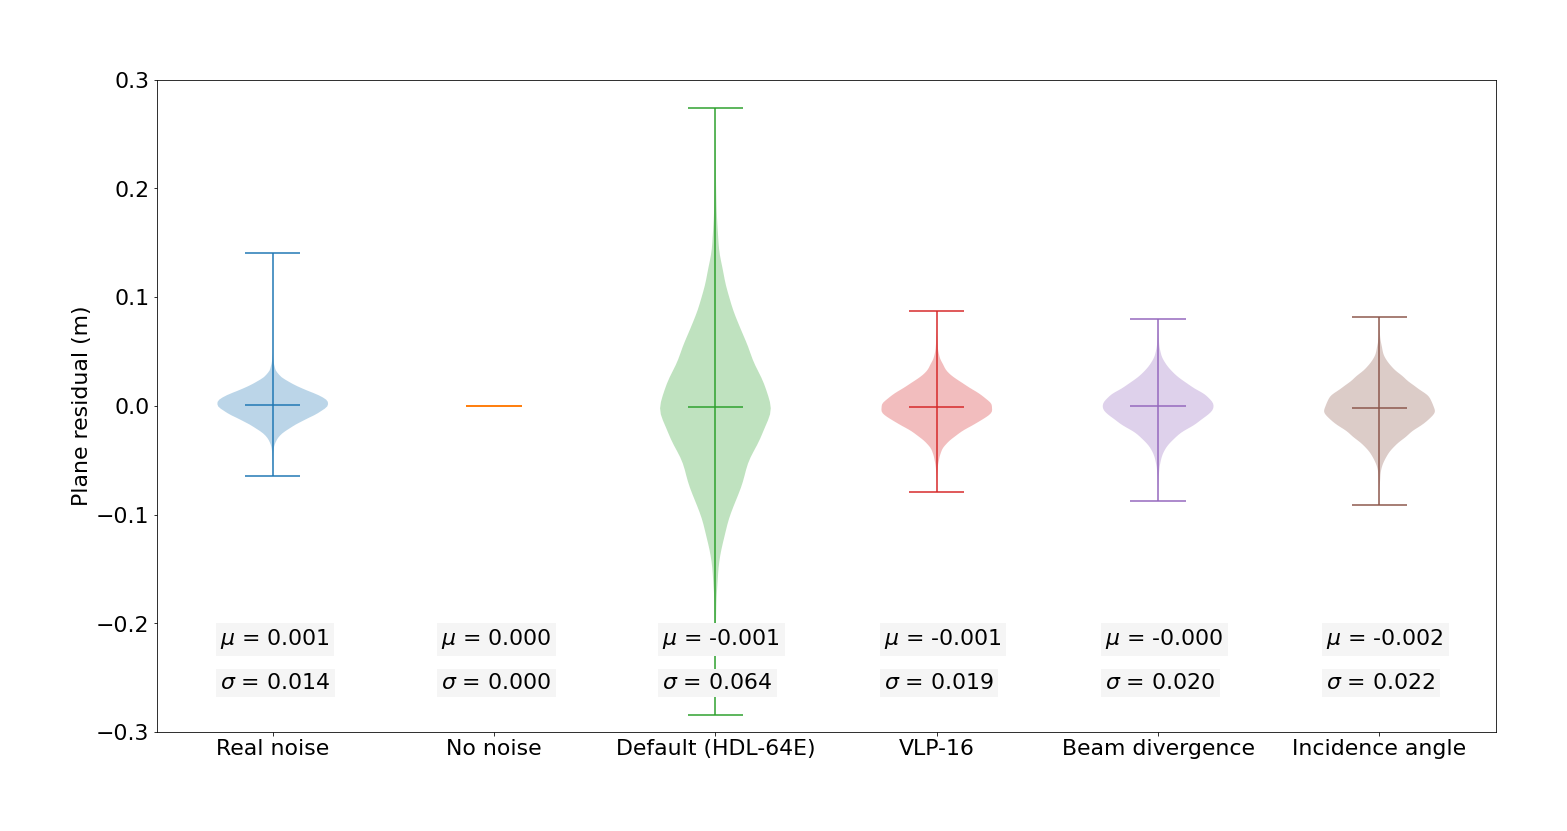 0.3
0.2
0.1
0.0
−0.1
−0.2
−0.3
Plane residual (m)
μ = 0.001
μ = 0.000
μ = -0.001
μ = -0.001
μ = -0.000
μ = -0.002
σ = 0.014
σ = 0.000
σ = 0.064
σ = 0.019
σ = 0.020
σ = 0.022
Real noise
No noise
Default (HDL-64E)
VLP-16
Beam divergence
Incidence angle